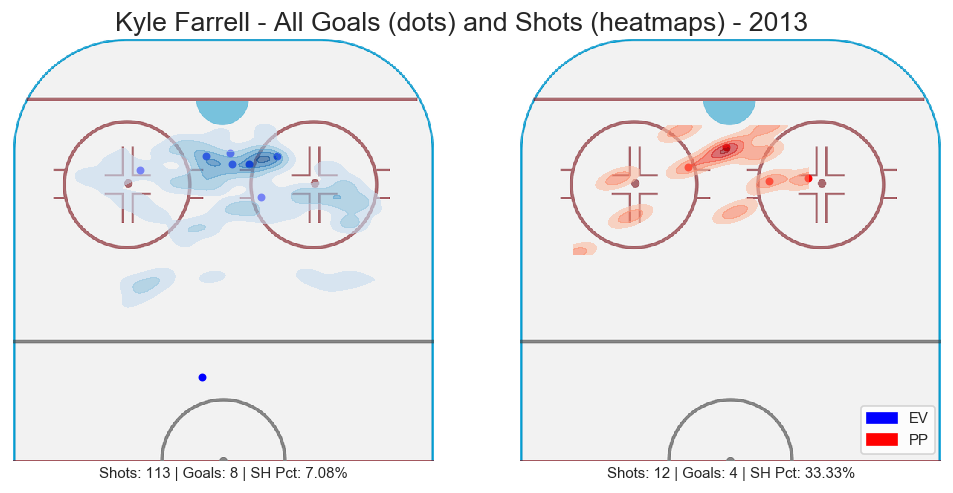 Kyle Farrell - All Goals (dots) and Shots (heatmaps) - 2013
EV
PP
Shots: 113 | Goals: 8 | SH Pct: 7.08%
Shots: 12 | Goals: 4 | SH Pct: 33.33%